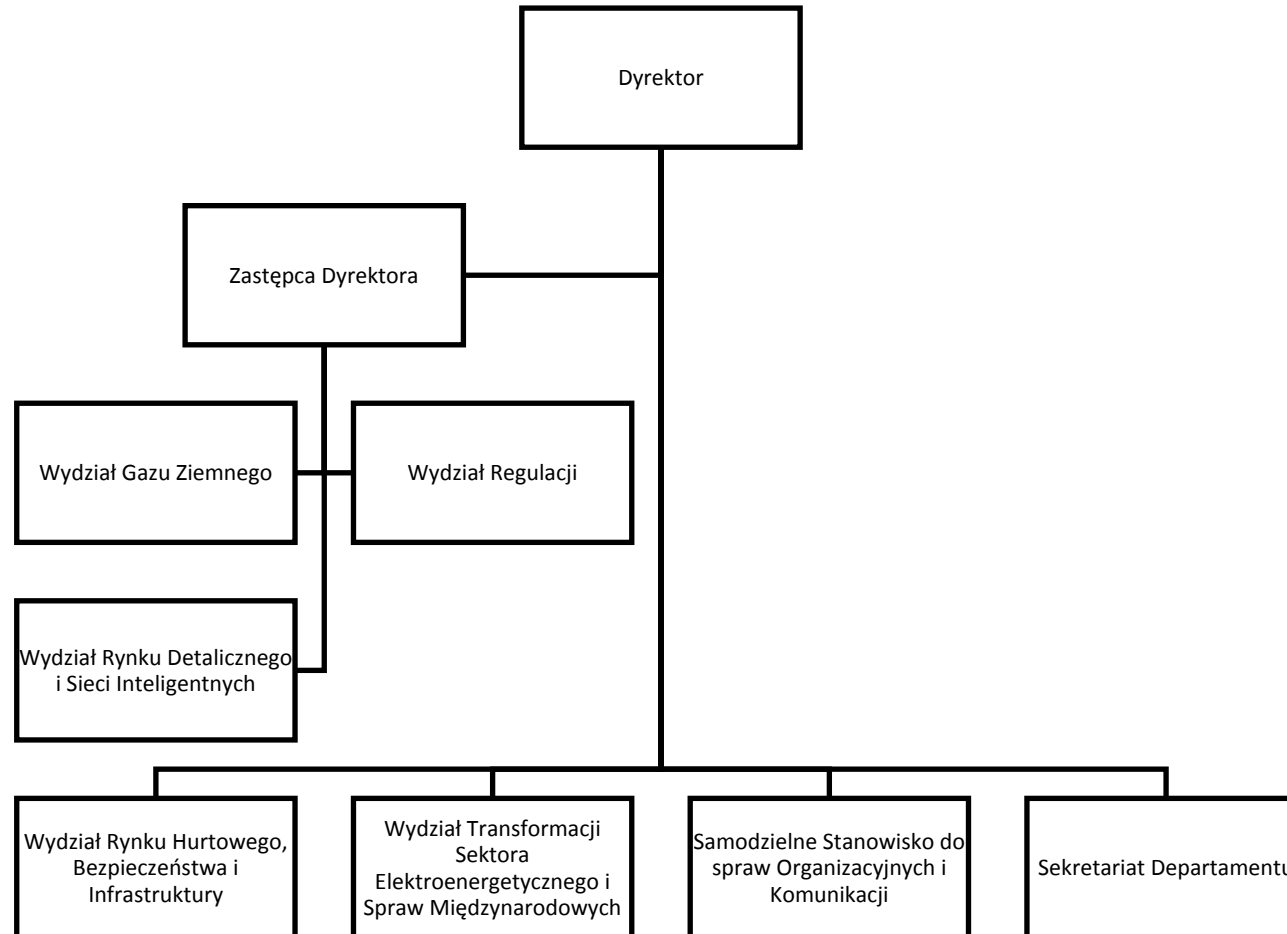 Dyrektor
Zastępca Dyrektora
Wydział Gazu Ziemnego
Wydział Regulacji
Wydział Rynku Detalicznego
i Sieci Inteligentnych
Wydział Rynku Hurtowego,
Bezpieczeństwa i
Infrastruktury
Wydział Transformacji
Sektora
Elektroenergetycznego i
Spraw Międzynarodowych
Samodzielne Stanowisko do
spraw Organizacyjnych i
Komunikacji
Sekretariat Departamentu